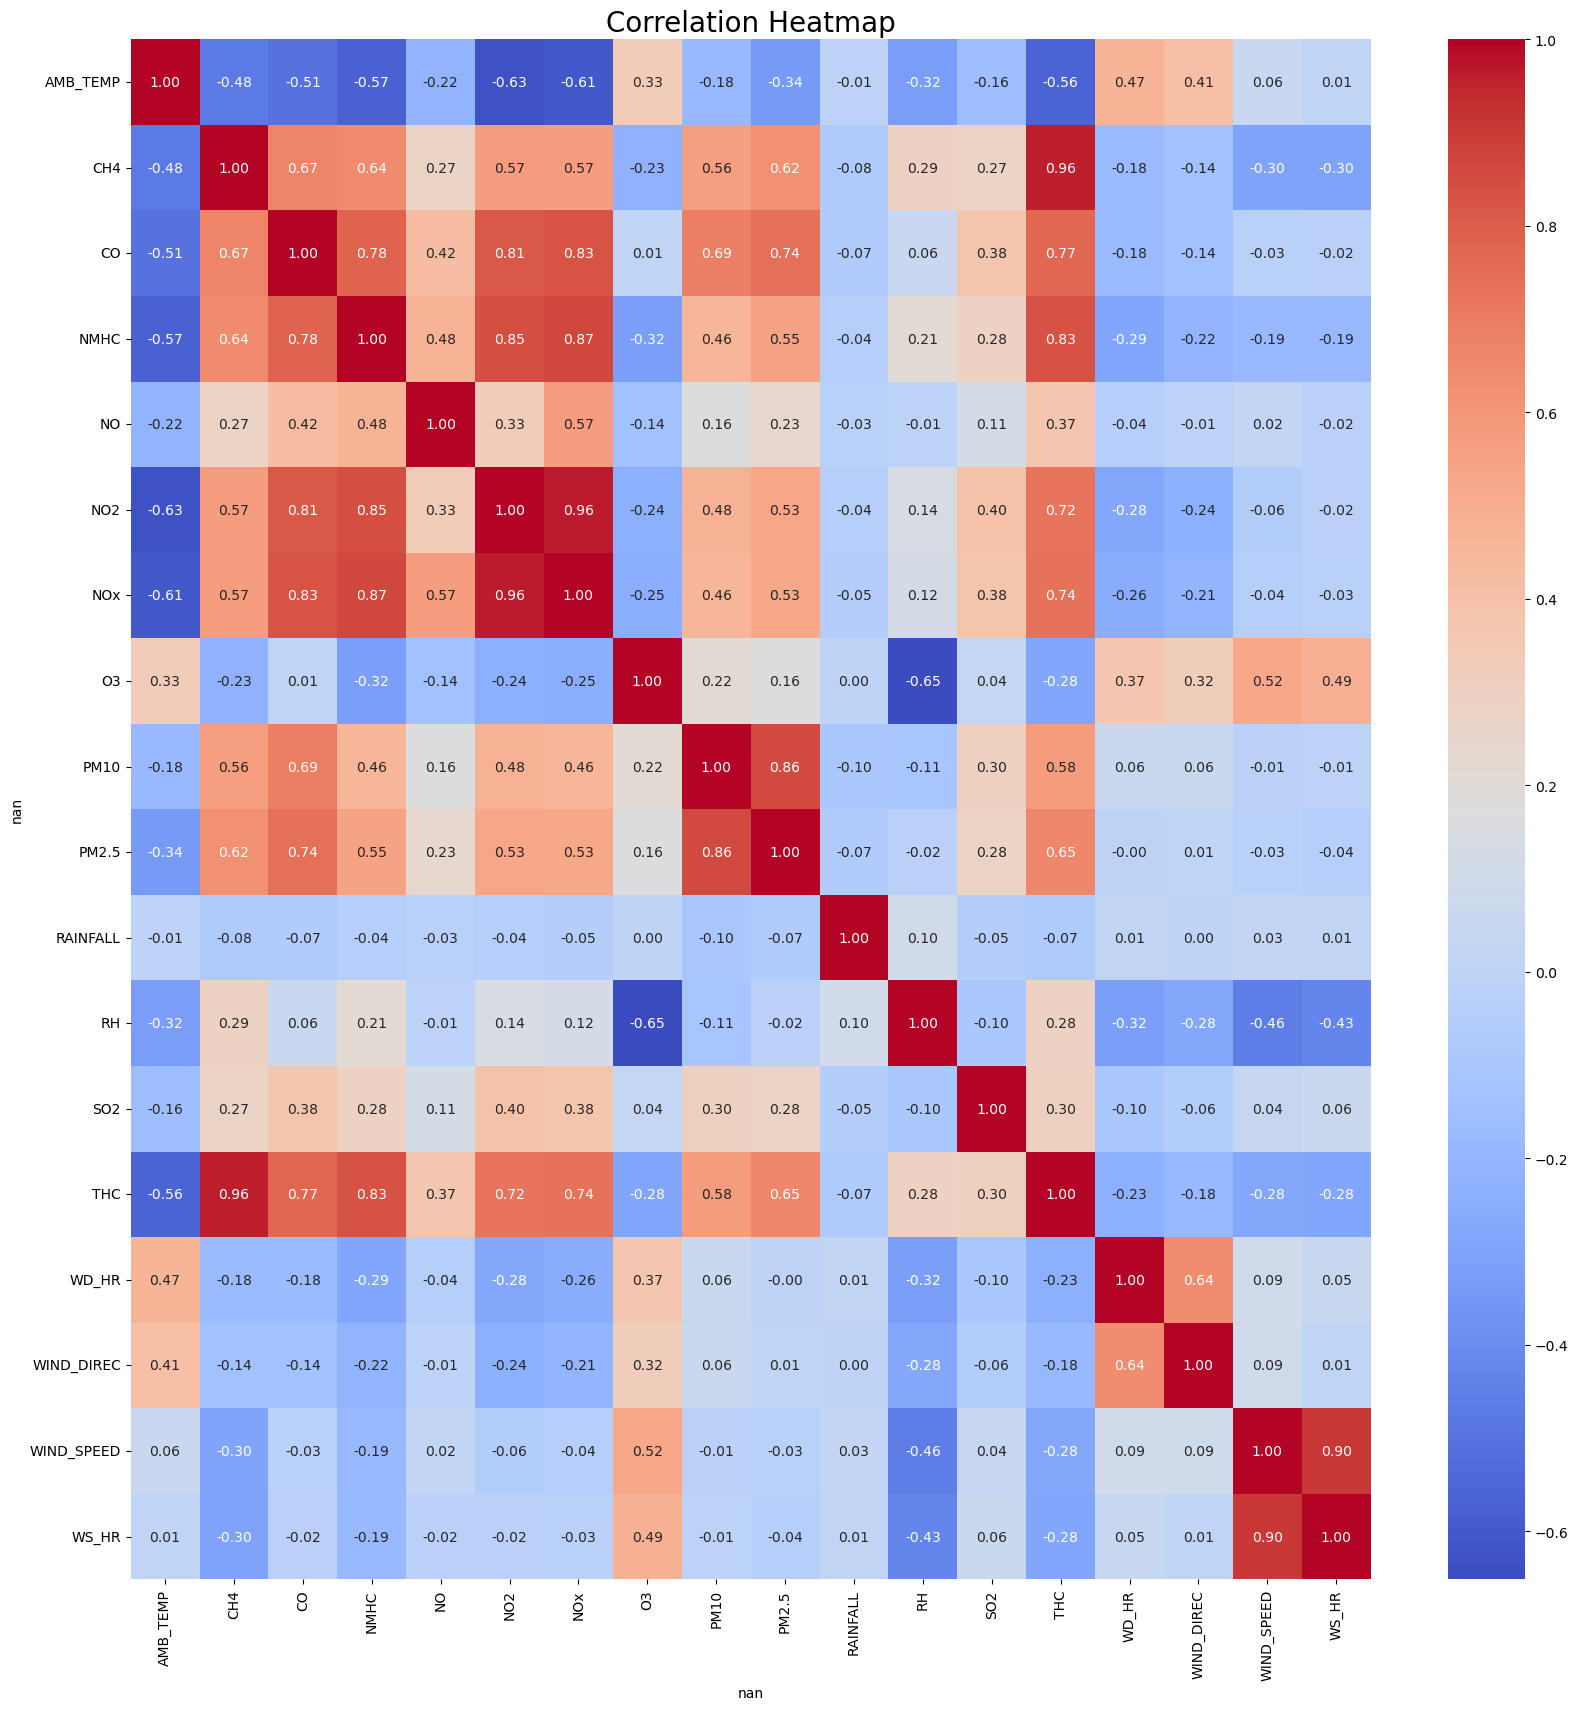 Correlation Heatmap
AMB_TEMP 1.00 -0.48 -0.51 -0.57 -0.22 -0.63 -0.61 0.33 -0.18 -0.34 -0.01 -0.32 -0.16 -0.56 0.47 0.41 0.06 0.01
CH4 -0.48 1.00 0.67 0.64 0.27 0.57 0.57 -0.23 0.56 0.62 -0.08 0.29 0.27 0.96 -0.18 -0.14 -0.30 -0.30
CO -0.51 0.67 1.00 0.78 0.42 0.81 0.83 0.01 0.69 0.74 -0.07 0.06 0.38 0.77 -0.18 -0.14 -0.03 -0.02
NMHC -0.57 0.64 0.78 1.00 0.48 0.85 0.87 -0.32 0.46 0.55 -0.04 0.21 0.28 0.83 -0.29 -0.22 -0.19 -0.19
NO -0.22 0.27 0.42 0.48 1.00 0.33 0.57 -0.14 0.16 0.23 -0.03 -0.01 0.11 0.37 -0.04 -0.01 0.02 -0.02
NO2 -0.63 0.57 0.81 0.85 0.33 1.00 0.96 -0.24 0.48 0.53 -0.04 0.14 0.40 0.72 -0.28 -0.24 -0.06 -0.02
NOx -0.61 0.57 0.83 0.87 0.57 0.96 1.00 -0.25 0.46 0.53 -0.05 0.12 0.38 0.74 -0.26 -0.21 -0.04 -0.03
O3 0.33 -0.23 0.01 -0.32 -0.14 -0.24 -0.25 1.00 0.22 0.16 0.00 -0.65 0.04 -0.28 0.37 0.32 0.52 0.49
PM10 -0.18 0.56 0.69 0.46 0.16 0.48 0.46 0.22 1.00 0.86 -0.10 -0.11 0.30 0.58 0.06 0.06 -0.01 -0.01
nan
PM2.5 -0.34 0.62 0.74 0.55 0.23 0.53 0.53 0.16 0.86 1.00 -0.07 -0.02 0.28 0.65 -0.00 0.01 -0.03 -0.04
RAINFALL -0.01 -0.08 -0.07 -0.04 -0.03 -0.04 -0.05 0.00 -0.10 -0.07 1.00 0.10 -0.05 -0.07 0.01 0.00 0.03 0.01
RH -0.32 0.29 0.06 0.21 -0.01 0.14 0.12 -0.65 -0.11 -0.02 0.10 1.00 -0.10 0.28 -0.32 -0.28 -0.46 -0.43
SO2 -0.16 0.27 0.38 0.28 0.11 0.40 0.38 0.04 0.30 0.28 -0.05 -0.10 1.00 0.30 -0.10 -0.06 0.04 0.06
THC -0.56 0.96 0.77 0.83 0.37 0.72 0.74 -0.28 0.58 0.65 -0.07 0.28 0.30 1.00 -0.23 -0.18 -0.28 -0.28
WD_HR 0.47 -0.18 -0.18 -0.29 -0.04 -0.28 -0.26 0.37 0.06 -0.00 0.01 -0.32 -0.10 -0.23 1.00 0.64 0.09 0.05
WIND_DIREC 0.41 -0.14 -0.14 -0.22 -0.01 -0.24 -0.21 0.32 0.06 0.01 0.00 -0.28 -0.06 -0.18 0.64 1.00 0.09 0.01
WIND_SPEED 0.06 -0.30 -0.03 -0.19 0.02 -0.06 -0.04 0.52 -0.01 -0.03 0.03 -0.46 0.04 -0.28 0.09 0.09 1.00 0.90
WS_HR 0.01 -0.30 -0.02 -0.19 -0.02 -0.02 -0.03 0.49 -0.01 -0.04 0.01 -0.43 0.06 -0.28 0.05 0.01 0.90 1.00
AMB_TEMP CH4 CO NMHC NO NO2 NOx O3 PM10 PM2.5 RAINFALL RH SO2 THC WD_HR WIND_DIREC WIND_SPEED WS_HR
nan
1.0
0.8
0.6
0.4
0.2
0.0
−0.2
−0.4
−0.6